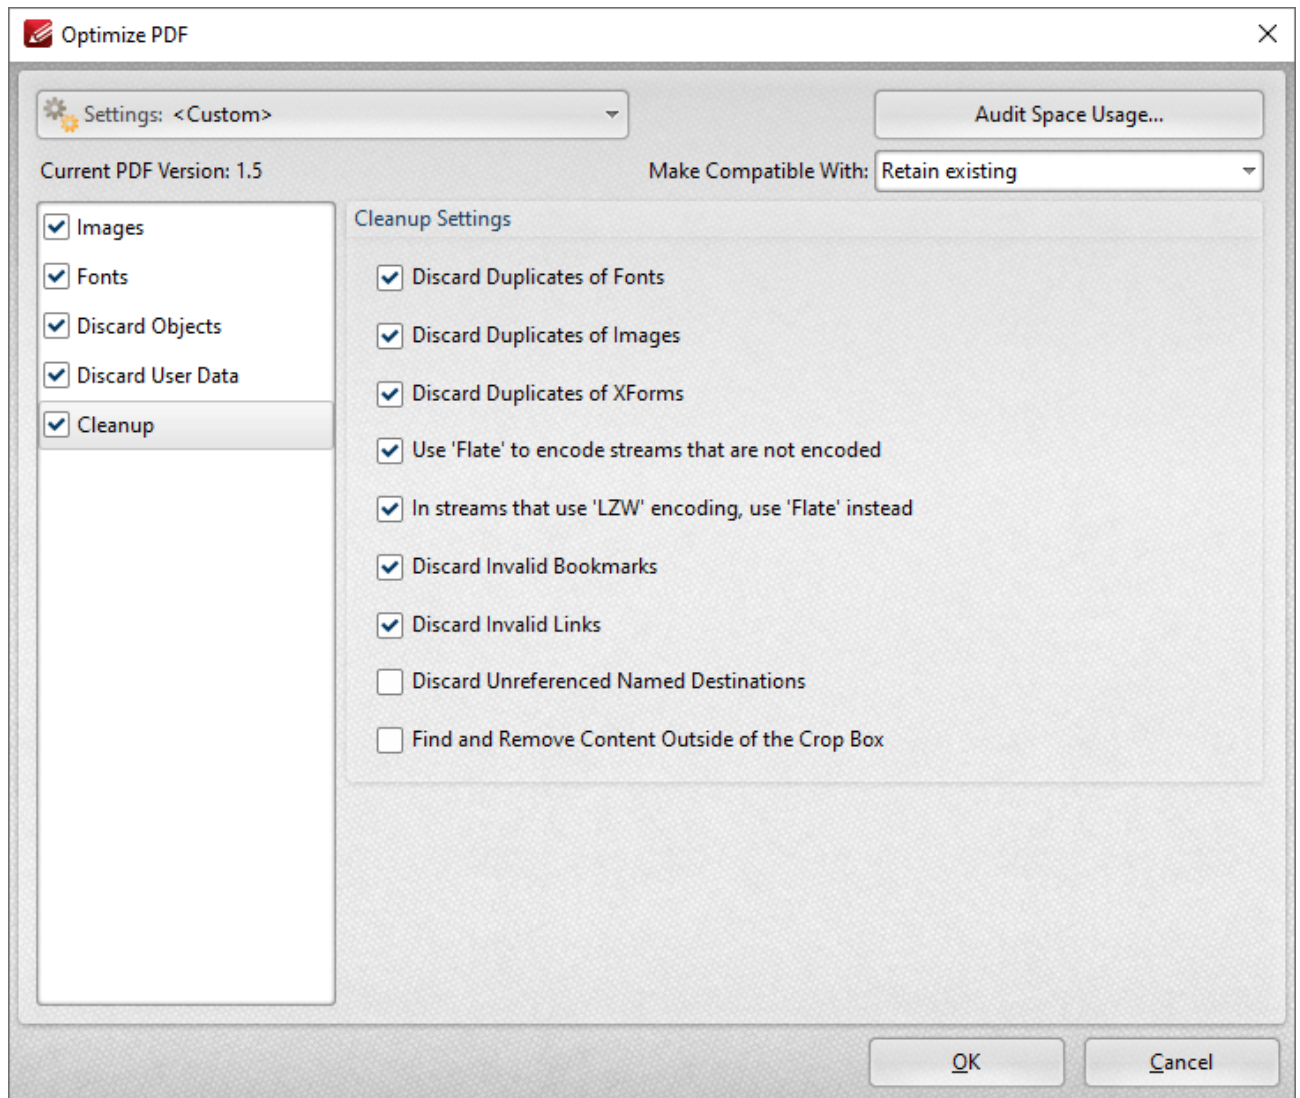 Optimize PDF
Settings: <Custom>
Audit Space Usage...
Current PDF Version: 1.5
Make Compatible With: Retain existing
Images
Fonts
Discard Objects
Discard User Data
Cleanup
Cleanup Settings
Discard Duplicates of Fonts
Discard Duplicates of Images
Discard Duplicates of XForms
Use 'Flate' to encode streams that are not encoded
In streams that use 'LZW' encoding, use 'Flate' instead
Discard Invalid Bookmarks
Discard Invalid Links
Discard Unreferenced Named Destinations
Find and Remove Content Outside of the Crop Box
OK
Cancel